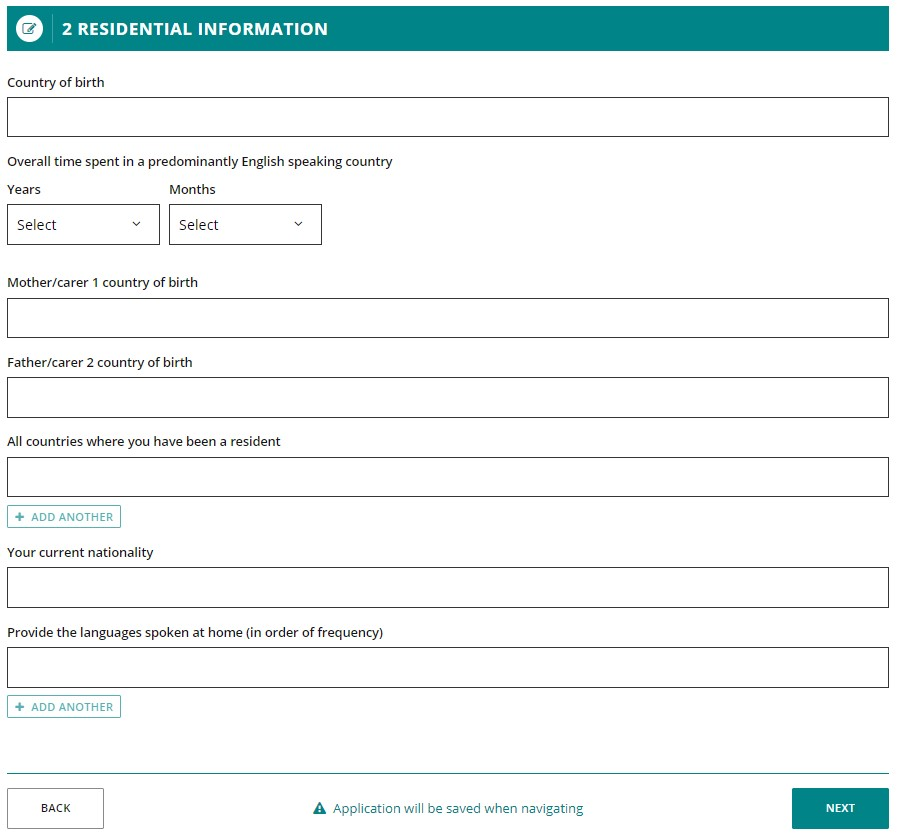 2 RESIDENTIAL INFORMATION
Country of birth
Overall time spent in a predominantly English speaking country
Years Months
Select Select
Mother/carer 1 country of birth
Father/carer 2 country of birth
All countries where you have been a resident
+ ADD ANOTHER
Your current nationality
Provide the languages spoken at home (in order of frequency)
+ ADD ANOTHER
BACK Application will be saved when navigating NEXT